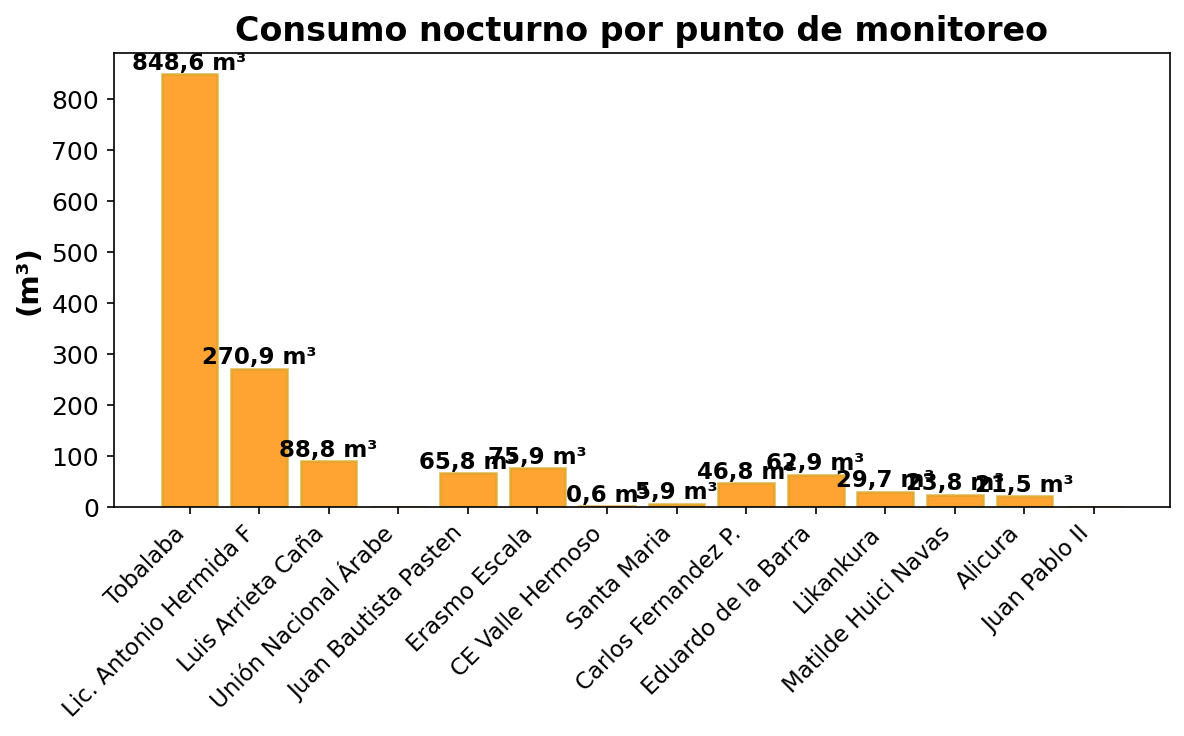 Consumo nocturno por punto de monitoreo
(m³)
800
700
600
500
400
300
200
100
0
848,6 m³
270,9 m³
88,8 m³
65,8 m³
75,9 m³
0,6 m³
5,9 m³
46,8 m³
62,9 m³
29,7 m³
23,8 m³
21,5 m³
Tobalaba
Lic. Antonio Hermida F
Luis Arrieta Caña
Unión Nacional Árabe
Juan Bautista Pasten
Erasmo Escala
CE Valle Hermoso
Santa Maria
Carlos Fernandez P.
Eduardo de la Barra
Likankura
Matilde Huici Navas
Alicura
Juan Pablo II